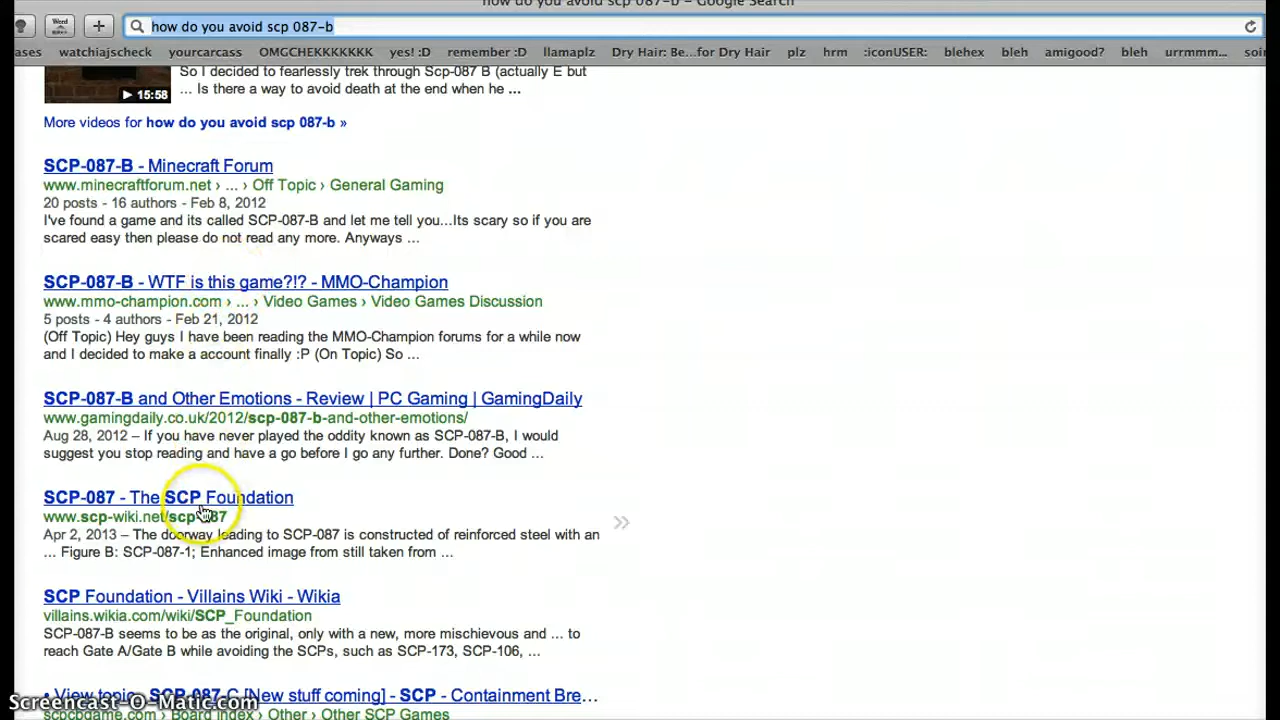 how do you avoid scp 087-b – Google Search
Word
how do you avoid scp 087-b
ases watchiajscheck yourcarcass OMGCHEKKKKKKK yes! :D remember :D llamaplz Dry Hair: Be...for Dry Hair plz hrm :iconUSER: blehex bleh amigood? bleh urrmmm... soi
So I decided to fearlessly trek through Scp-087 B (actually E but
... Is there a way to avoid death at the end when he ...
15:58
More videos for how do you avoid scp 087-b »
SCP-087-B - Minecraft Forum
www.minecraftforum.net › ... › Off Topic › General Gaming
20 posts - 16 authors - Feb 8, 2012
I've found a game and its called SCP-087-B and let me tell you...Its scary so if you are
scared easy then please do not read any more. Anyways ...
SCP-087-B - WTF is this game?!? - MMO-Champion
www.mmo-champion.com › ... › Video Games › Video Games Discussion
5 posts - 4 authors - Feb 21, 2012
(Off Topic) Hey guys I have been reading the MMO-Champion forums for a while now
and I decided to make a account finally :P (On Topic) So ...
SCP-087-B and Other Emotions - Review | PC Gaming | GamingDaily
www.gamingdaily.co.uk/2012/scp-087-b-and-other-emotions/
Aug 28, 2012 – If you have never played the oddity known as SCP-087-B, I would
suggest you stop reading and have a go before I go any further. Done? Good ...
SCP-087 - The SCP Foundation
www.scp-wiki.net/scp-087
Apr 2, 2013 – The doorway leading to SCP-087 is constructed of reinforced steel with an
... Figure B: SCP-087-1; Enhanced image from still taken from ...
SCP Foundation - Villains Wiki - Wikia
villains.wikia.com/wiki/SCP_Foundation
SCP-087-B seems to be as the original, only with a new, more mischievous and ... to
reach Gate A/Gate B while avoiding the SCPs, such as SCP-173, SCP-106, ...
• View topic - SCP-087-C [New stuff coming] - SCP - Containment Bre...
scpcbgame.com › Board index › Other › Other SCP Games
Screencast-O-Matic.com